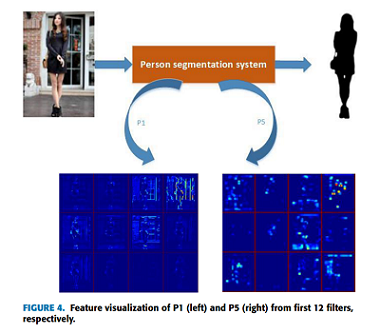 Person segmentation system
P1
P5
FIGURE 4. Feature visualization of P1 (left) and P5 (right) from first 12 filters,
respectively.